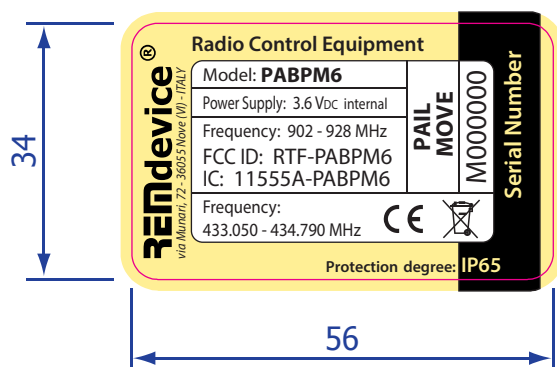 34
REMdevice®
via Munari, 72 - 36055 Nove (VI) - ITALY
Radio Control Equipment
Model: PABPM6
Power Supply: 3.6 VDC internal
Frequency: 902 - 928 MHz
FCC ID: RTF-PABPM6
IC: 11555A-PABPM6
Frequency:
433.050 - 434.790 MHz
CE
PAIL
MOVE
M000000
Serial Number
Protection degree: IP65
56